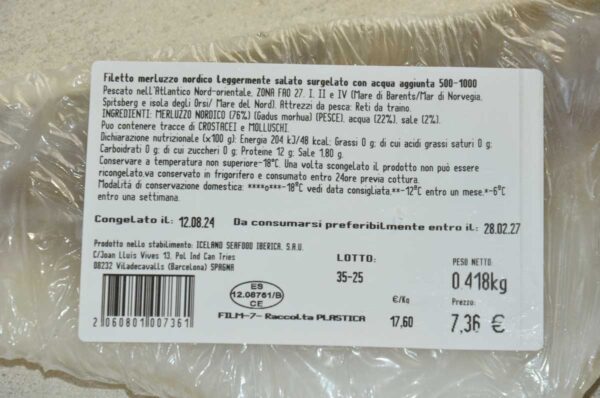 Filetto merluzzo nordico Leggermente salato surgelato con acqua aggiunta 500-1000
Pescato nell'Atlantico Nord-orientale, ZONA FAO 27. I. II e IV (Mare di Barents/Mar di Norvegia,
Spitsberg e isola degli Orsi/ Mare del Nord). Attrezzi da pesca: Reti da traino.
INGREDIENTI: MERLUZZO NORDICO (76%) (Gadus morhua) (PESCE), acqua (22%), sale (2%).
Puo contenere tracce di CROSTACEI e MOLLUSCHI.
Dichiarazione nutrizionale (x100 g): Energia 204 kJ/48 kcal; Grassi 0 g; di cui acidi grassi saturi 0 g;
Carboidrati 0 g; di cui zuccheri 0 g; Proteine 12 g; Sale 1,80 g.
Conservare a temperatura non superiore-18°C. Una volta scongelato il prodotto non può essere
ricongelato,va conservato in frigorifero e consumato entro 24ore previa cottura.
Modalità di conservazione domestica: ****o***-18°C vedi data consigliata.**-12°C entro un mese.*-6°C
entro una settimana.
Congelato il: 12.08.24 Da consumarsi preferibilmente entro il: 28.02.27
Prodotto nello stabilimento: ICELAND SEAFOOD IBERICA, S.A.U.
C/Joan Lluis Vives 13, Pol Ind Can Tries
08232 Viladecavalls (Barcelona) SPAGNA
LOTTO:
35-25
PESO NETTO:
0.418kg
ES
12.08761/B
CE
€/Kg
17,60
Prezzo:
7,36 €
2 060801 007361
FILM-7- Raccolta PLASTICA